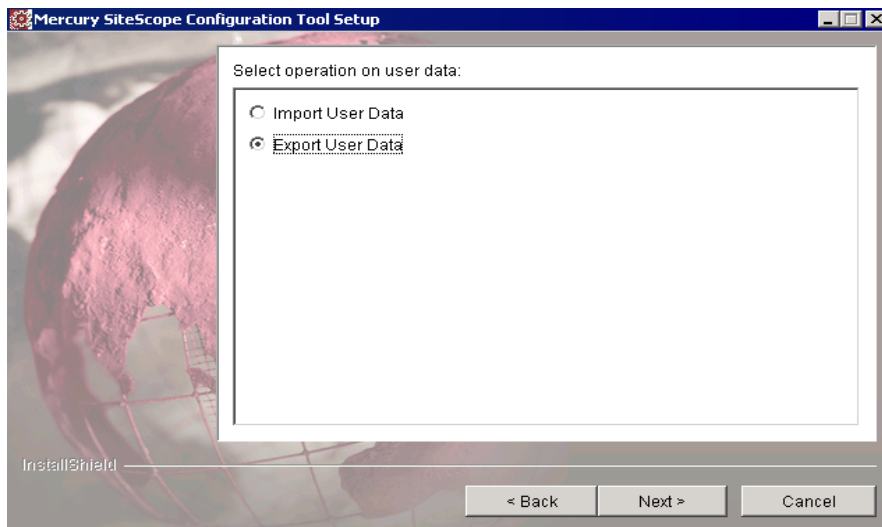 Mercury SiteScope Configuration Tool Setup
Select operation on user data:
Import User Data
Export User Data
InstallShield
< Back Next > Cancel